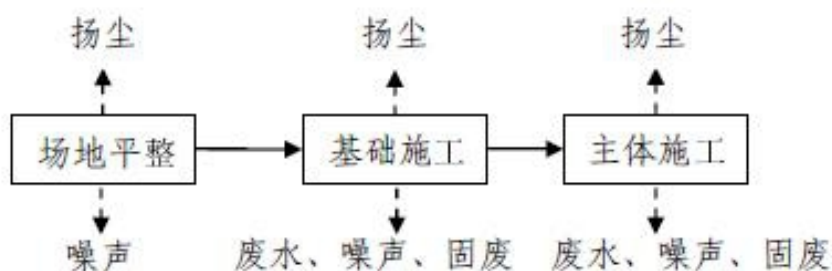 扬尘 扬尘 扬尘
场地平整 基础施工 主体施工
噪声 废水、噪声、固废 废水、噪声、固废